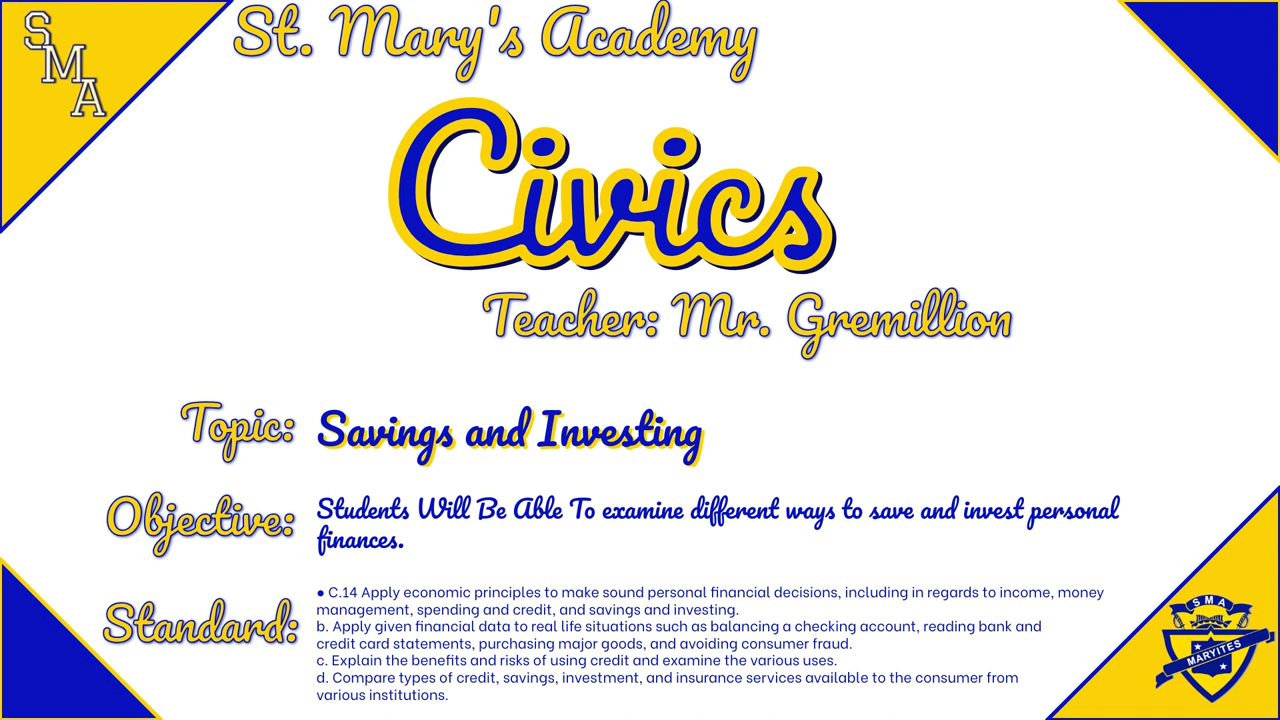 SMA
St. Mary's Academy
Civics
Teacher: Mr. Gremillion
Topic: Savings and Investing
Objective: Students Will Be Able To examine different ways to save and invest personal
finances.
Standard: ● C.14 Apply economic principles to make sound personal financial decisions, including in regards to income, money
management, spending and credit, and savings and investing.
b. Apply given financial data to real life situations such as balancing a checking account, reading bank and
credit card statements, purchasing major goods, and avoiding consumer fraud.
c. Explain the benefits and risks of using credit and examine the various uses.
d. Compare types of credit, savings, investment, and insurance services available to the consumer from
various institutions.
SMA
MARYITES